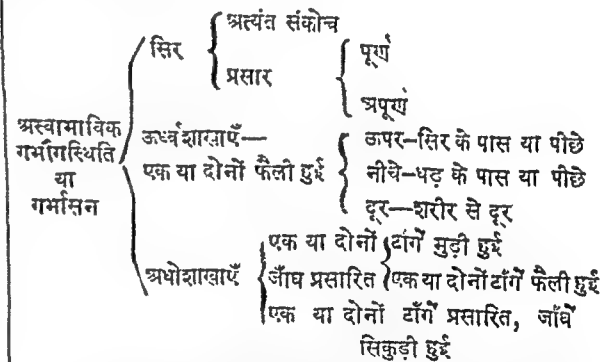 सिर
अत्यंत संकोच
प्रसार
पूर्ण
अपूर्ण
अस्वाभाविक
गर्भांगस्थिति
या
गर्भासन
ऊर्ध्वशाखाएँ—
एक या दोनों फैली हुई
ऊपर–सिर के पास या पीछे
नीचे–धड़ के पास या पीछे
दूर—शरीर से दूर
अधोशाखाएँ
एक या दोनों
जाँघ प्रसारित
टाँगें मुड़ी हुई
एक या दोनों टाँगें फैली हुई
एक या दोनों टाँगें प्रसारित, जाँघें
सिकुड़ी हुई